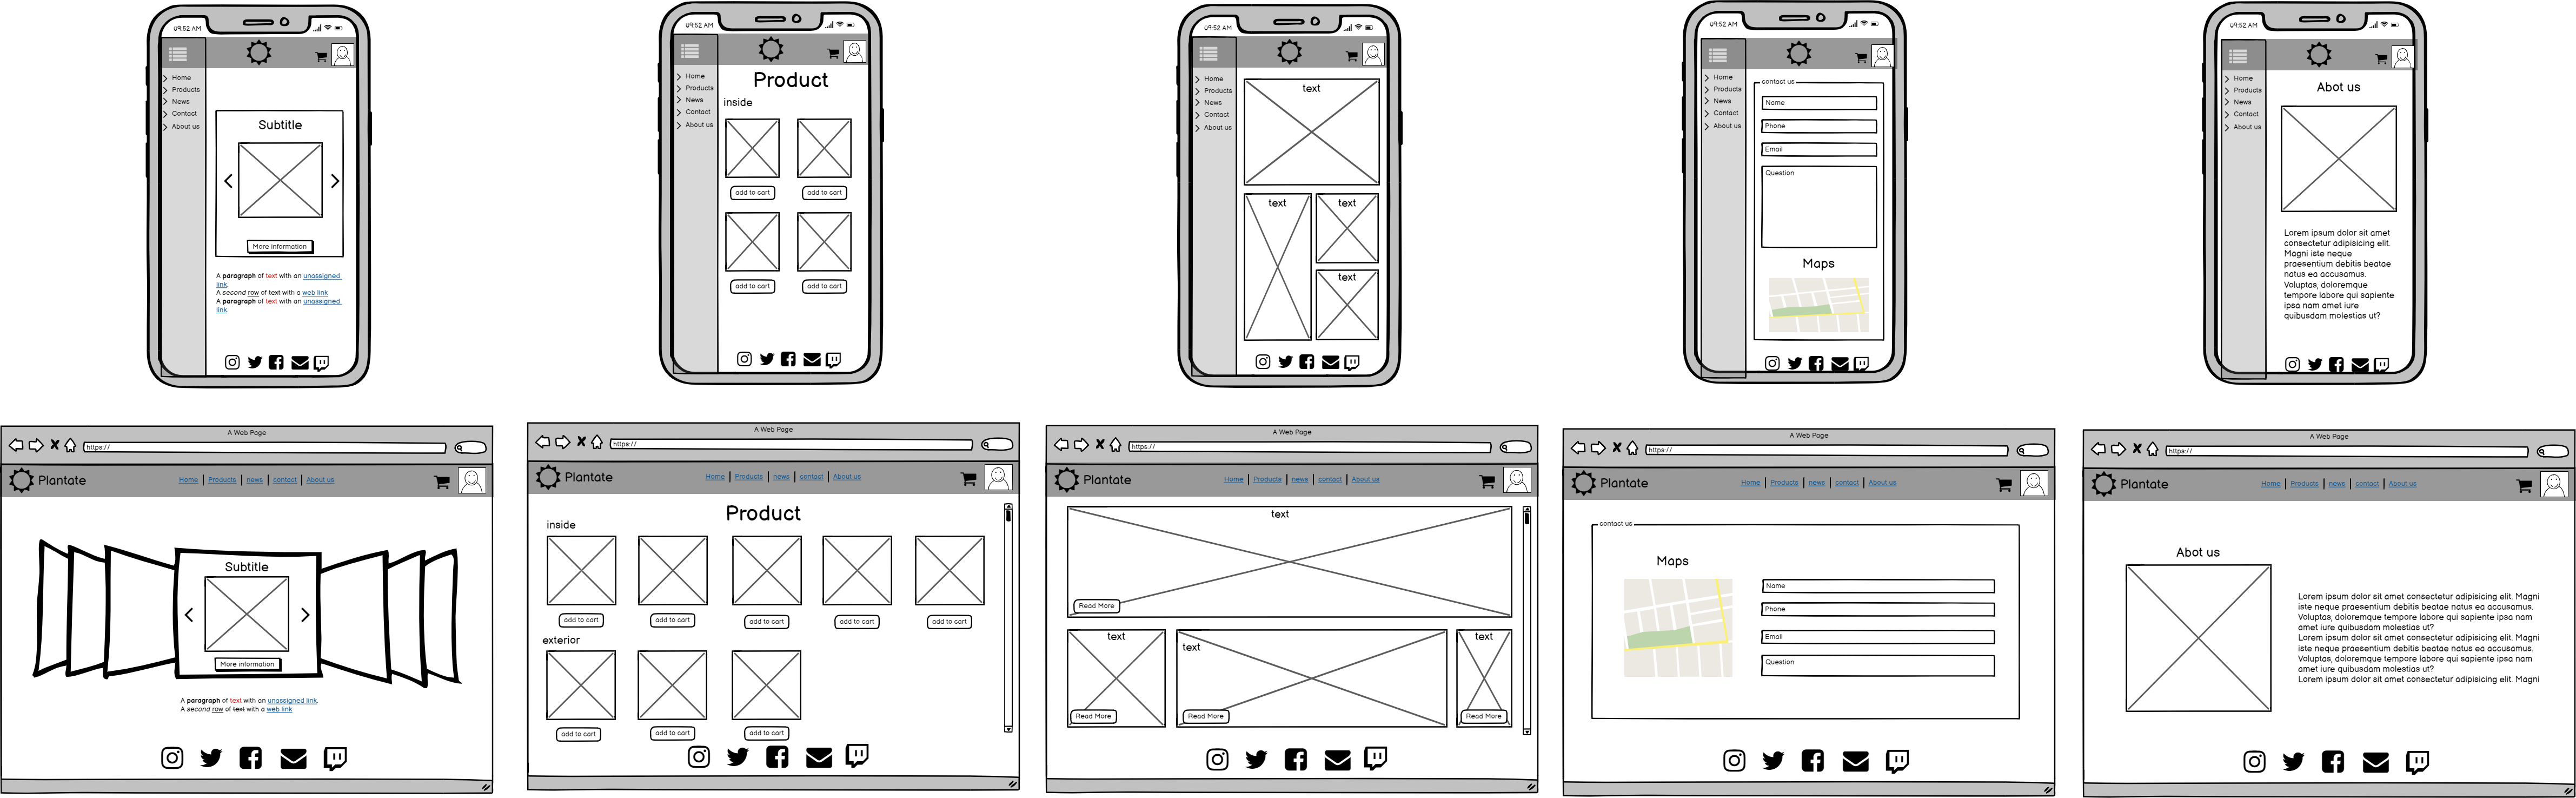 09:52 AM
Home
Products
News
Contact
About us
Subtitle
More information
A paragraph of text with an unassigned
link.
A second row of text with a web link
A paragraph of text with an unassigned
link.
09:52 AM
Home
Products
News
Contact
About us
Product
inside
add to cart
add to cart
add to cart
add to cart
09:52 AM
Home
Products
News
Contact
About us
text
text
text
text
09:52 AM
Home
Products
News
Contact
About us
contact us
Name
Phone
Email
Question
Maps
09:52 AM
Home
Products
News
Contact
About us
Abot us
Lorem ipsum dolor sit amet
consectetur adipisicing elit.
Magni iste neque
praesentium debitis beatae
natus ea accusamus.
Voluptas, doloremque
tempore labore qui sapiente
ipsa nam amet iure
quibusdam molestias ut?
A Web Page
https://
Plantate
Home Products news contact About us
Subtitle
More information
A paragraph of text with an unassigned link.
A second row of text with a web link
A Web Page
https://
Plantate
Home Products news contact About us
Product
inside
add to cart add to cart add to cart add to cart add to cart
exterior
add to cart add to cart add to cart
A Web Page
https://
Plantate
Home Products news contact About us
text
Read More
text
text
text
Read More Read More Read More
A Web Page
https://
Plantate
Home Products news contact About us
contact us
Maps
Name
Phone
Email
Question
A Web Page
https://
Plantate
Home Products news contact About us
Abot us
Lorem ipsum dolor sit amet consectetur adipisicing elit. Magni
iste neque praesentium debitis beatae natus ea accusamus.
Voluptas, doloremque tempore labore qui sapiente ipsa nam
amet iure quibusdam molestias ut?
Lorem ipsum dolor sit amet consectetur adipisicing elit. Magni
iste neque praesentium debitis beatae natus ea accusamus.
Voluptas, doloremque tempore labore qui sapiente ipsa nam
amet iure quibusdam molestias ut?
Lorem ipsum dolor sit amet consectetur adipisicing elit. Magni